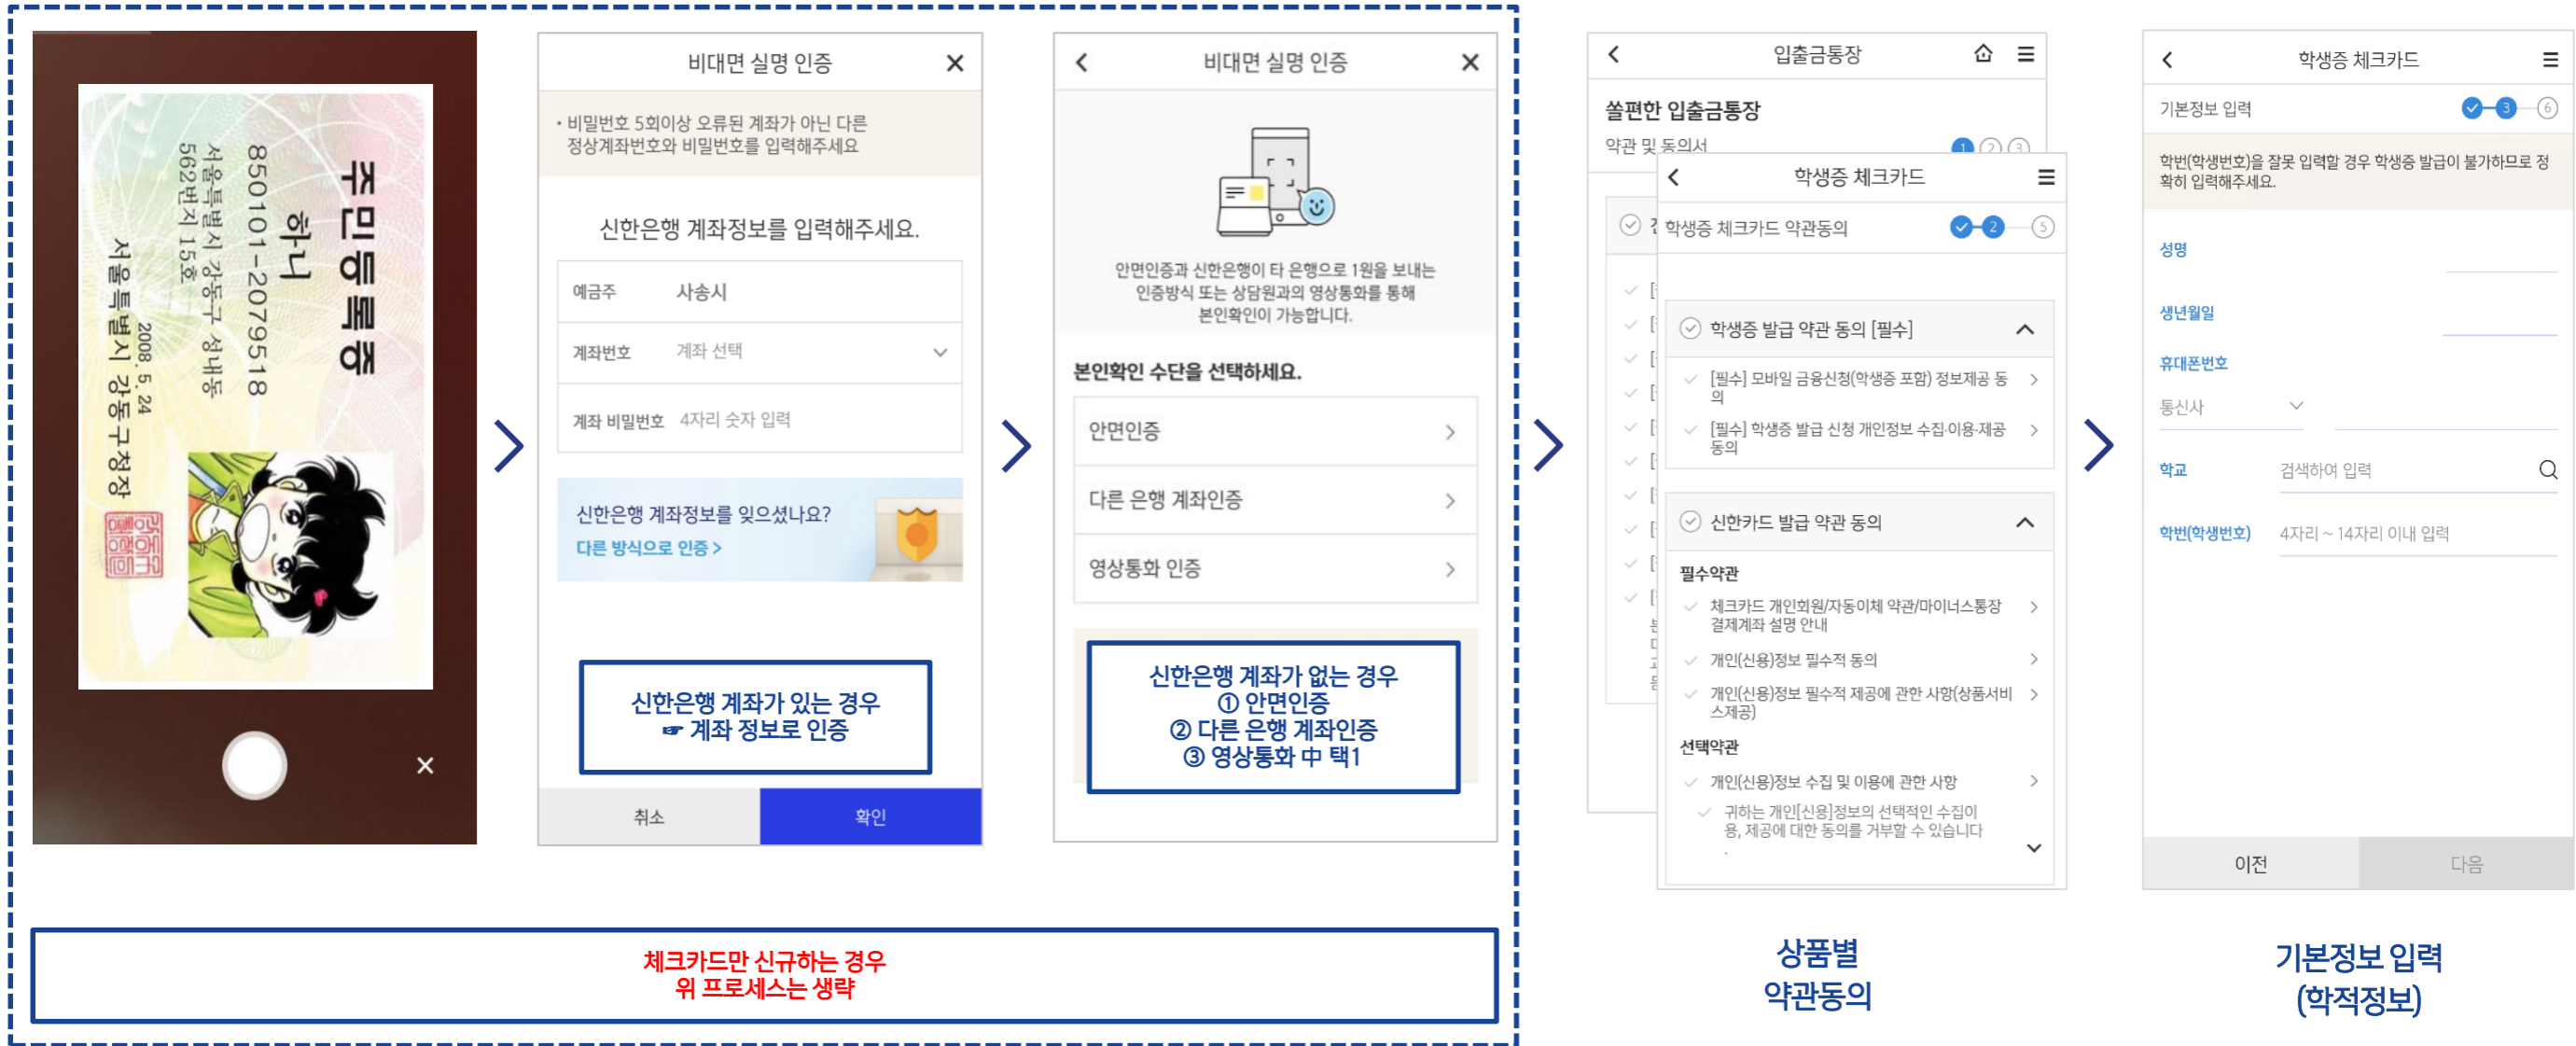 주민등록증
하니
850101-2079518
서울특별시 강동구 성내동
562번지 15호
2008. 5. 24
서울특별시 강동구청장
비대면 실명 인증
• 비밀번호 5회이상 오류된 계좌가 아닌 다른
정상계좌번호와 비밀번호를 입력해주세요
신한은행 계좌정보를 입력해주세요.
예금주 사송시
계좌번호 계좌 선택
계좌 비밀번호 4자리 숫자 입력
신한은행 계좌정보를 잊으셨나요?
다른 방식으로 인증 >
신한은행 계좌가 있는 경우
☞ 계좌 정보로 인증
취소 확인
비대면 실명 인증
안면인증과 신한은행이 타 은행으로 1원을 보내는
인증방식 또는 상담원과의 영상통화를 통해
본인확인이 가능합니다.
본인확인 수단을 선택하세요.
안면인증
다른 은행 계좌인증
영상통화 인증
신한은행 계좌가 없는 경우
① 안면인증
② 다른 은행 계좌인증
③ 영상통화 中 택1
체크카드만 신규하는 경우
위 프로세스는 생략
입출금통장
쏠편한 입출금통장
약관 및 동의서
1 2 3
학생증 체크카드
학생증 체크카드 약관동의
2 5
학생증 발급 약관 동의 [필수]
[필수] 모바일 금융신청(학생증 포함) 정보제공 동
의
[필수] 학생증 발급 신청 개인정보 수집·이용·제공
동의
신한카드 발급 약관 동의
필수약관
체크카드 개인회원/자동이체 약관/마이너스통장
결제계좌 설명 안내
개인(신용)정보 필수적 동의
개인(신용)정보 필수적 제공에 관한 사항(상품서비
스제공)
선택약관
개인(신용)정보 수집 및 이용에 관한 사항
귀하는 개인[신용]정보의 선택적인 수집이
용, 제공에 대한 동의를 거부할 수 있습니다
.
상품별
약관동의
학생증 체크카드
기본정보 입력
3 6
학번(학생번호)을 잘못 입력할 경우 학생증 발급이 불가하므로 정
확히 입력해주세요.
성명
생년월일
휴대폰번호
통신사
학교 검색하여 입력
학번(학생번호) 4자리 ~ 14자리 이내 입력
이전 다음
기본정보 입력
(학적정보)